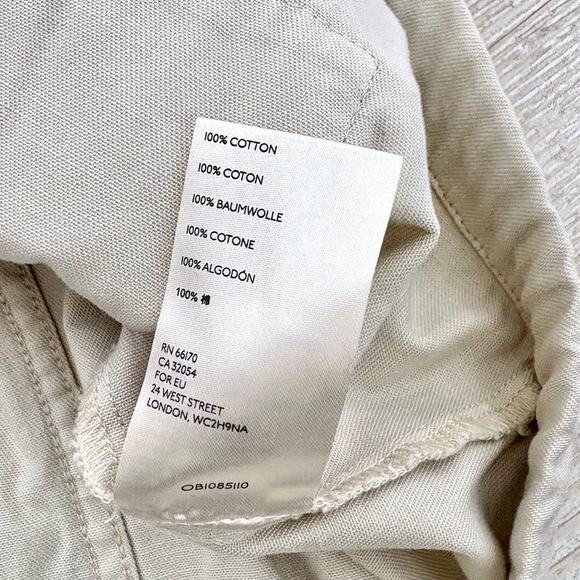 100% COTTON
100% COTON
100% BAUMWOLLE
100% COTONE
100% ALGODÓN
100% 棉
RN 66170
CA 32054
FOR EU
24 WEST STREET
LONDON, WC2H9NA
OB1085110